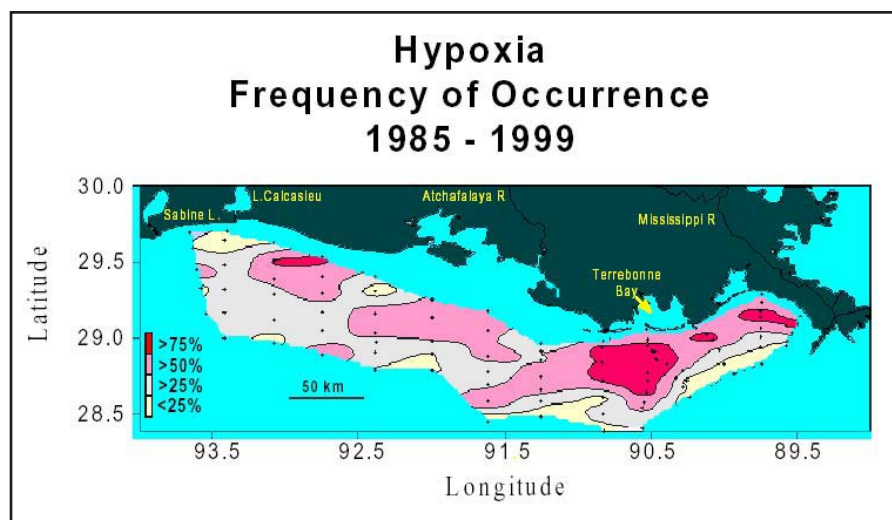 Hypoxia
Frequency of Occurrence
1985 - 1999
30.0
29.5
29.0
28.5
Latitude
L.Calcasieu
Atchafalaya R
Sabine L.
Mississippi R
Terrebonne
Bay
>75%
>50%
>25%
<25%
50 km
93.5 92.5 91.5 90.5 89.5
Longitude